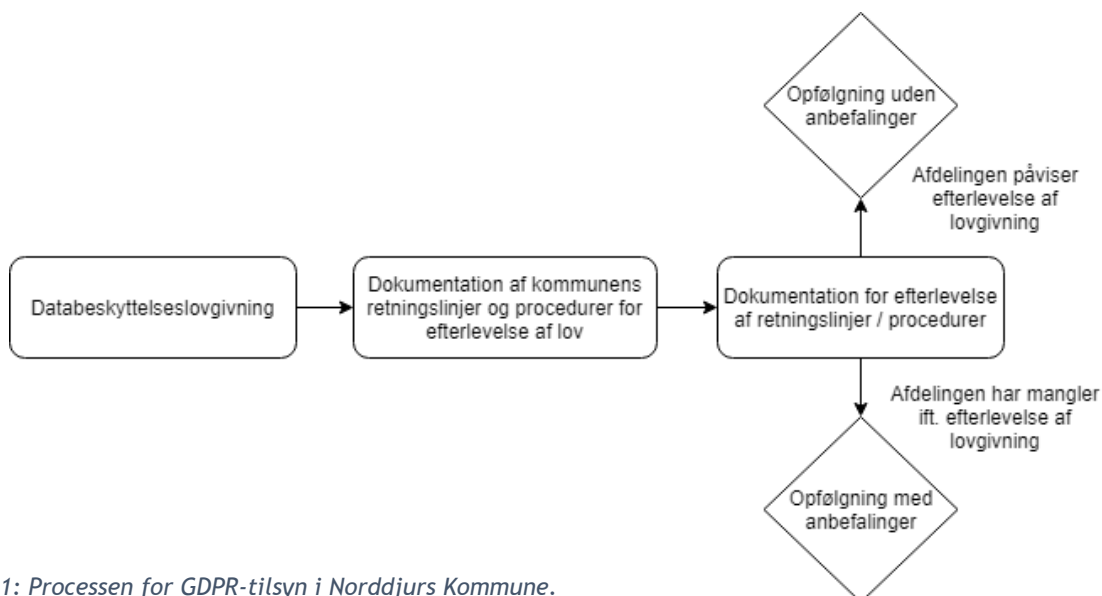 Opfølgning uden
anbefalinger
Afdelingen påviser
efterlevelse af
lovgivning
Databeskyttelseslovgivning
Dokumentation af kommunens
retningslinjer og procedurer for
efterlevelse af lov
Dokumentation for efterlevelse
af retningslinjer / procedurer
Afdelingen har mangler
ift. efterlevelse af
lovgivning
Opfølgning med
anbefalinger
1: Processen for GDPR-tilsyn i Norddjurs Kommune.